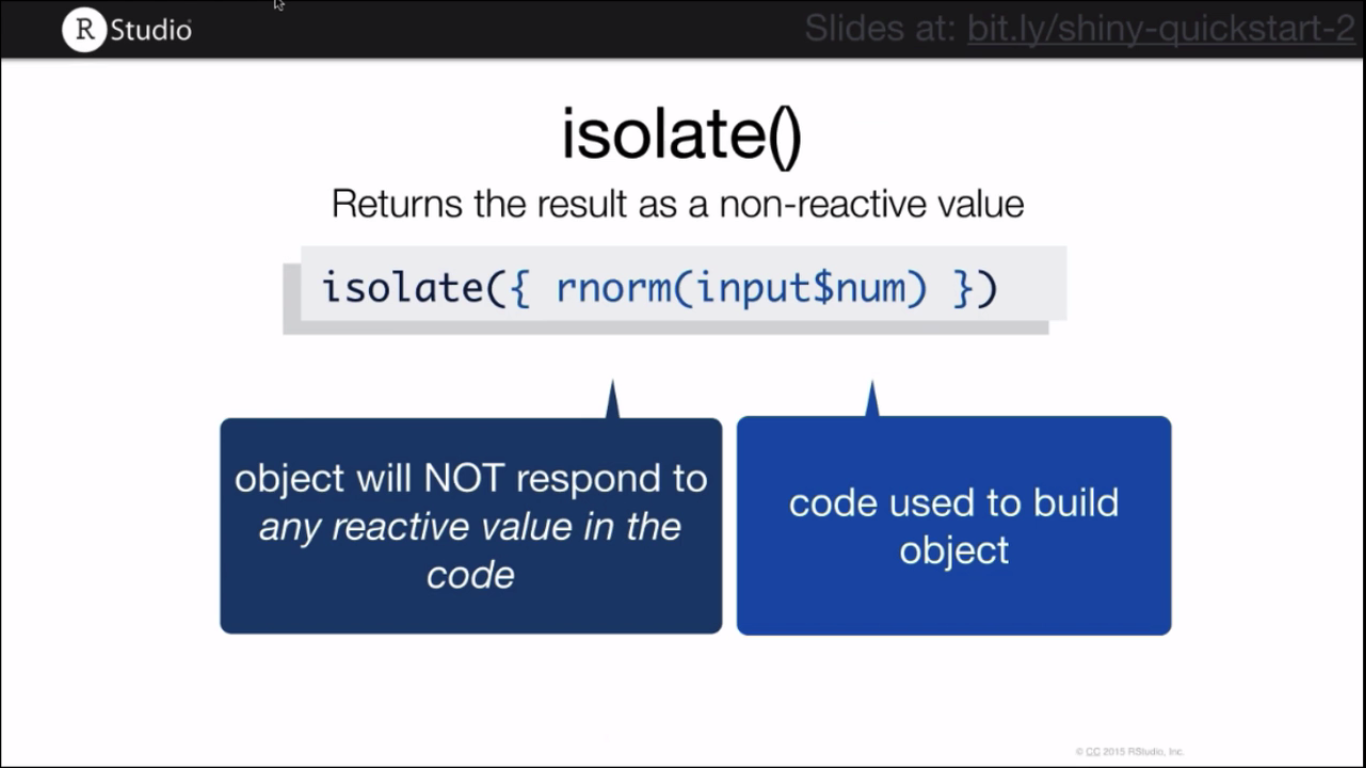 R Studio
Slides at: bit.ly/shiny-quickstart-2
isolate()
Returns the result as a non-reactive value
isolate({ rnorm(input$num) })
object will NOT respond to
any reactive value in the
code
code used to build
object
© CC 2015 RStudio, Inc.